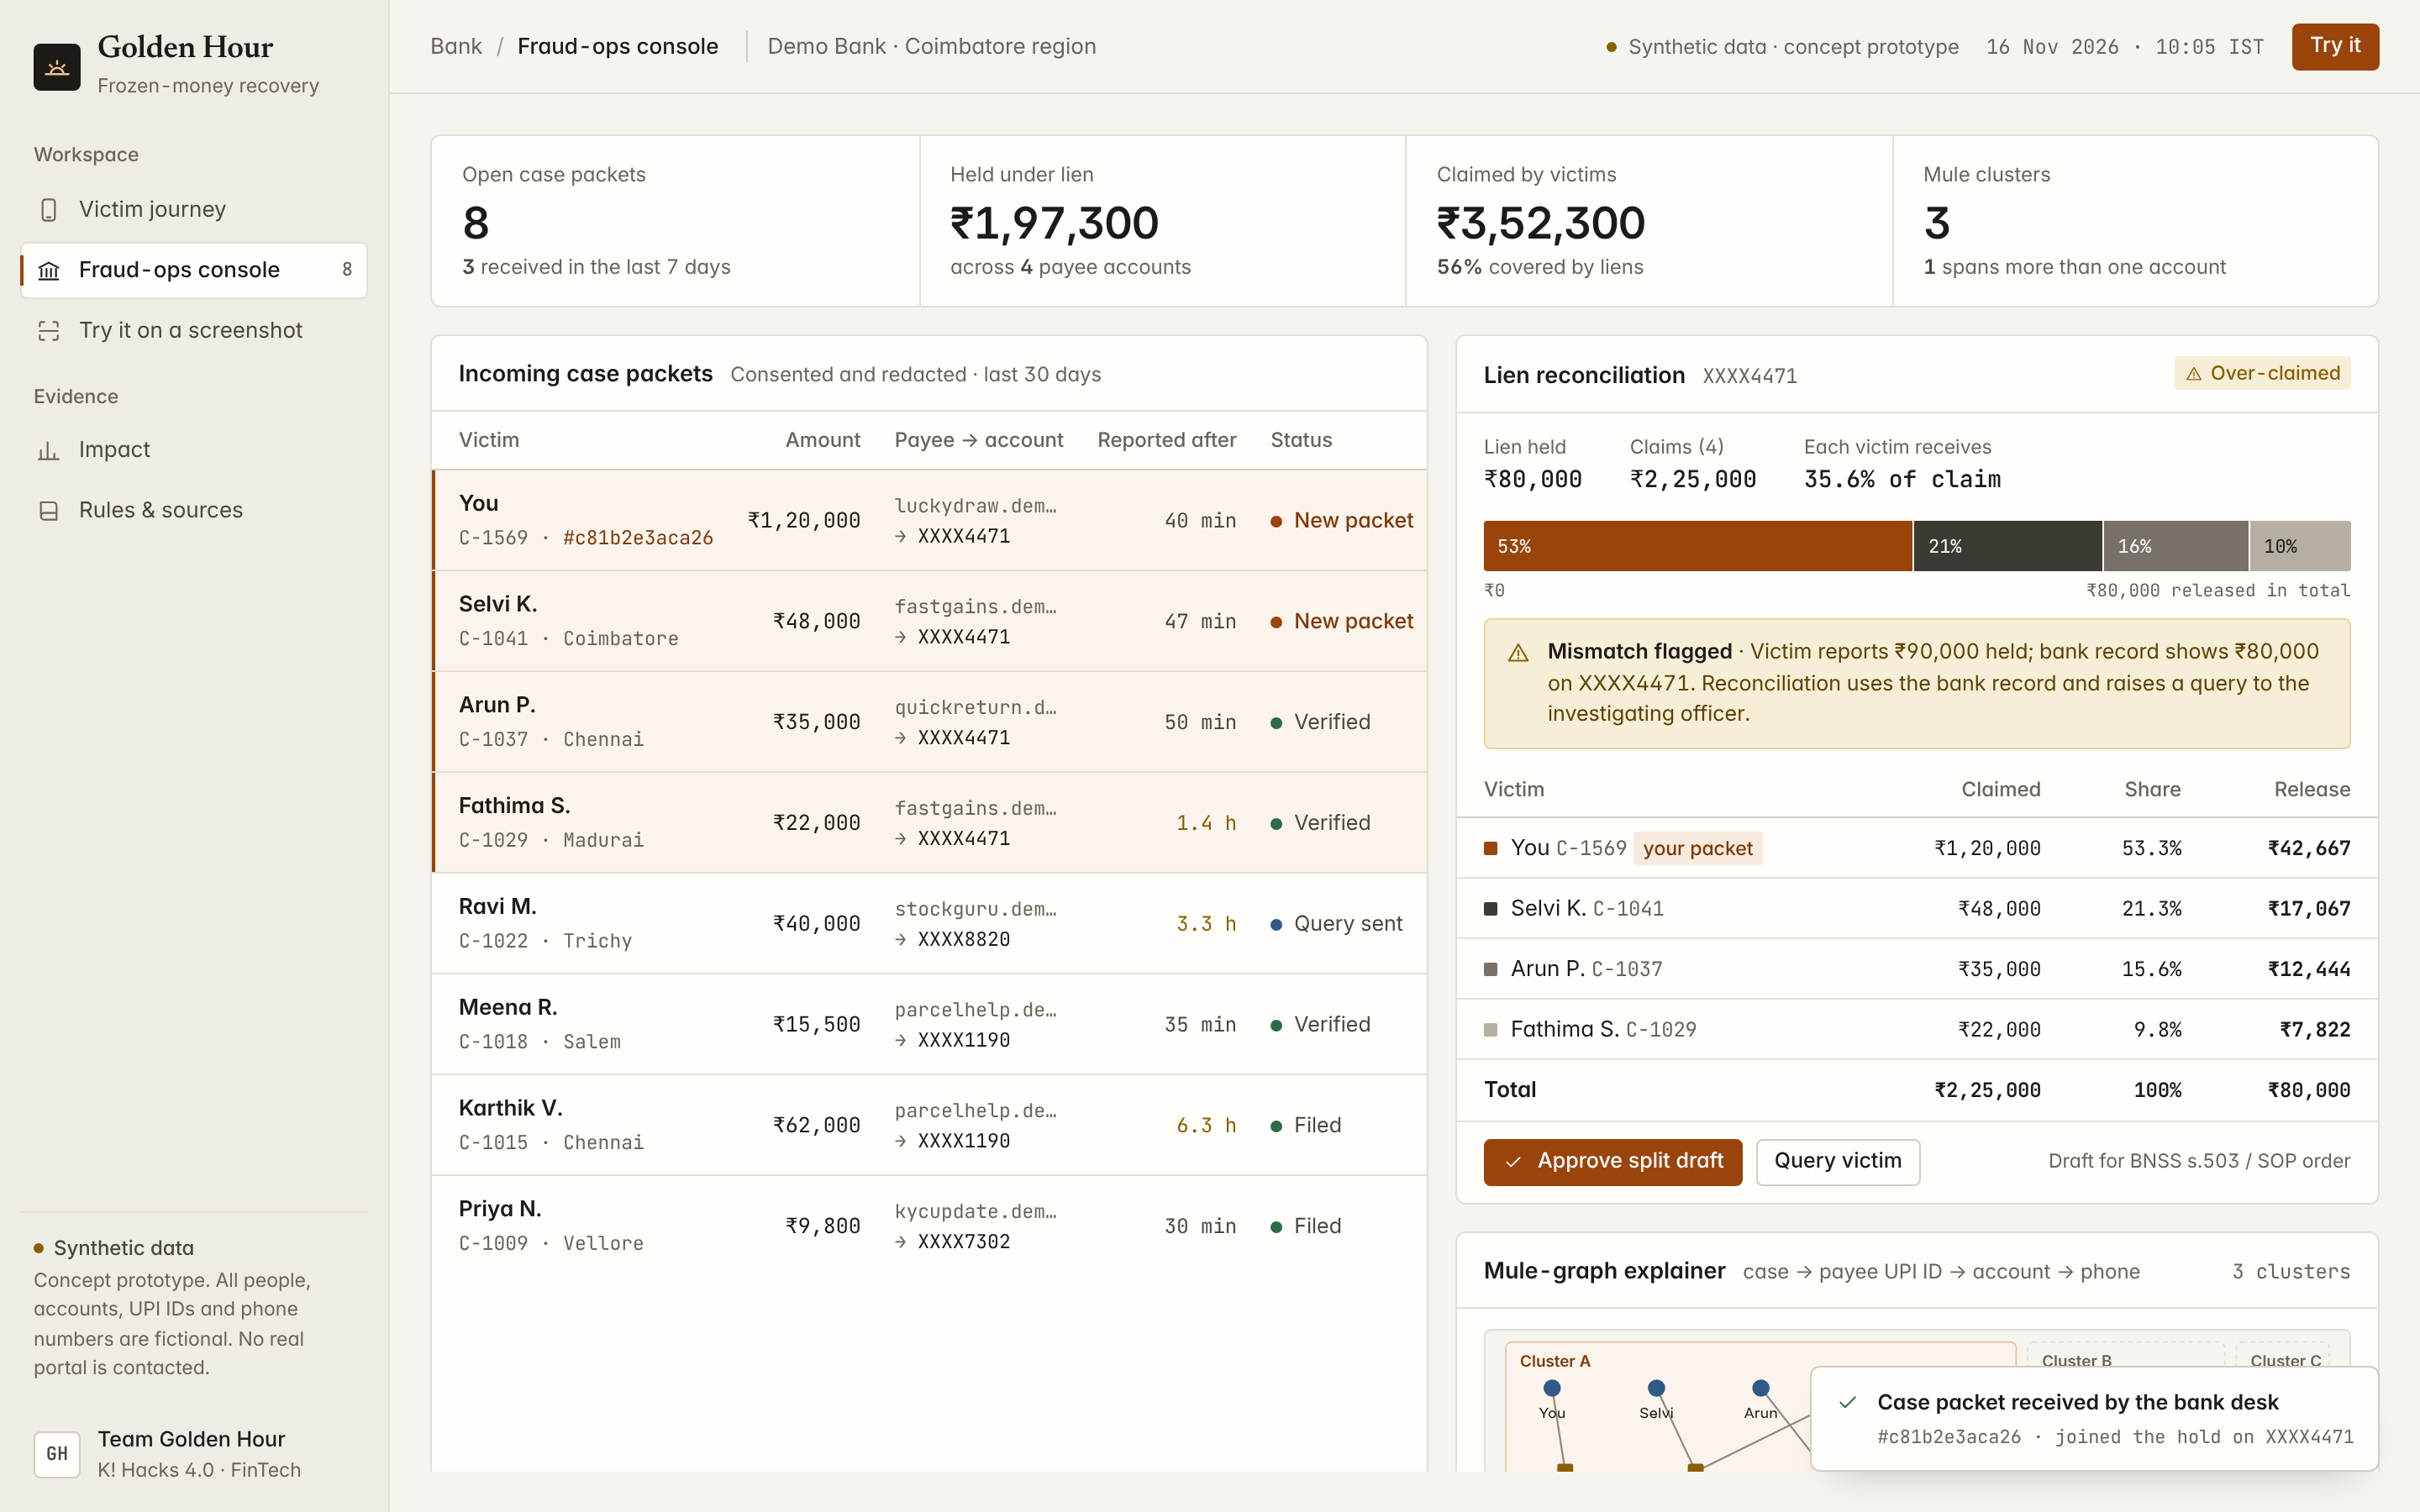 Golden Hour
Frozen-money recovery
Workspace
Victim journey
Fraud-ops console 8
Try it on a screenshot
Evidence
Impact
Rules & sources
Synthetic data
Concept prototype. All people,
accounts, UPI IDs and phone
numbers are fictional. No real
portal is contacted.
GH
Team Golden Hour
K! Hacks 4.0 · FinTech
Bank / Fraud-ops console Demo Bank · Coimbatore region
Synthetic data · concept prototype 16 Nov 2026 · 10:05 IST Try it
Open case packets
8
3 received in the last 7 days
Held under lien
₹1,97,300
across 4 payee accounts
Claimed by victims
₹3,52,300
56% covered by liens
Mule clusters
3
1 spans more than one account
Incoming case packets Consented and redacted · last 30 days
Victim Amount Payee → account Reported after Status
You ₹1,20,000 luckydraw.dem… 40 min New packet
C-1569 · #c81b2e3aca26 → XXXX4471
Selvi K. ₹48,000 fastgains.dem… 47 min New packet
C-1041 · Coimbatore → XXXX4471
Arun P. ₹35,000 quickreturn.d… 50 min Verified
C-1037 · Chennai → XXXX4471
Fathima S. ₹22,000 fastgains.dem… 1.4 h Verified
C-1029 · Madurai → XXXX4471
Ravi M. ₹40,000 stockguru.dem… 3.3 h Query sent
C-1022 · Trichy → XXXX8820
Meena R. ₹15,500 parcelhelp.de… 35 min Verified
C-1018 · Salem → XXXX1190
Karthik V. ₹62,000 parcelhelp.de… 6.3 h Filed
C-1015 · Chennai → XXXX1190
Priya N. ₹9,800 kycupdate.dem… 30 min Filed
C-1009 · Vellore → XXXX7302
Lien reconciliation XXXX4471 Over-claimed
Lien held Claims (4) Each victim receives
₹80,000 ₹2,25,000 35.6% of claim
53% 21% 16% 10%
₹0 ₹80,000 released in total
Mismatch flagged · Victim reports ₹90,000 held; bank record shows ₹80,000
on XXXX4471. Reconciliation uses the bank record and raises a query to the
investigating officer.
Victim Claimed Share Release
You C-1569 your packet ₹1,20,000 53.3% ₹42,667
Selvi K. C-1041 ₹48,000 21.3% ₹17,067
Arun P. C-1037 ₹35,000 15.6% ₹12,444
Fathima S. C-1029 ₹22,000 9.8% ₹7,822
Total ₹2,25,000 100% ₹80,000
Approve split draft Query victim Draft for BNSS s.503 / SOP order
Mule-graph explainer case → payee UPI ID → account → phone 3 clusters
Cluster A Cluster B Cluster C
You Selvi Arun
Case packet received by the bank desk
#c81b2e3aca26 · joined the hold on XXXX4471